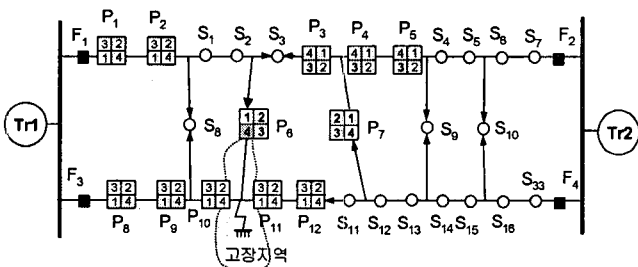 F1 P1 P2 S1 S2 S3 P3 P4 P5 S4 S5 S6 S7 F2
3 2 3 2 4 1 4 1 4 1
1 4 1 4 3 2 3 2 3 2
Tr1 S8 1 2 P6 2 1 P7 S9 S10 Tr2
4 3 3 4
F3 S33 F4
3 2 3 2 3 2 3 2 3 2
1 4 1 4 1 4 1 4 1 4
P8 P9 P10 P11 P12 S11 S12 S13 S14 S15 S16
고장지역